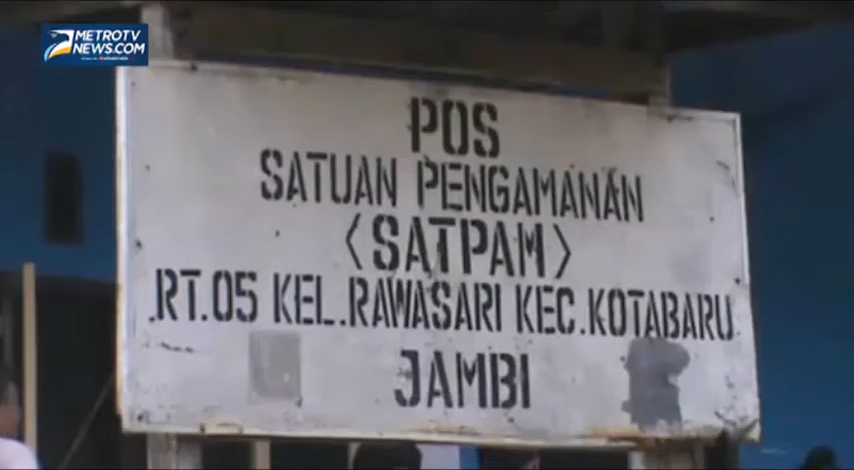 METROTV
NEWS.COM
POS
SATUAN PENGAMANAN
<SATPAM>
RT.05 KEL.RAWASARI KEC.KOTABARU
JAMBI